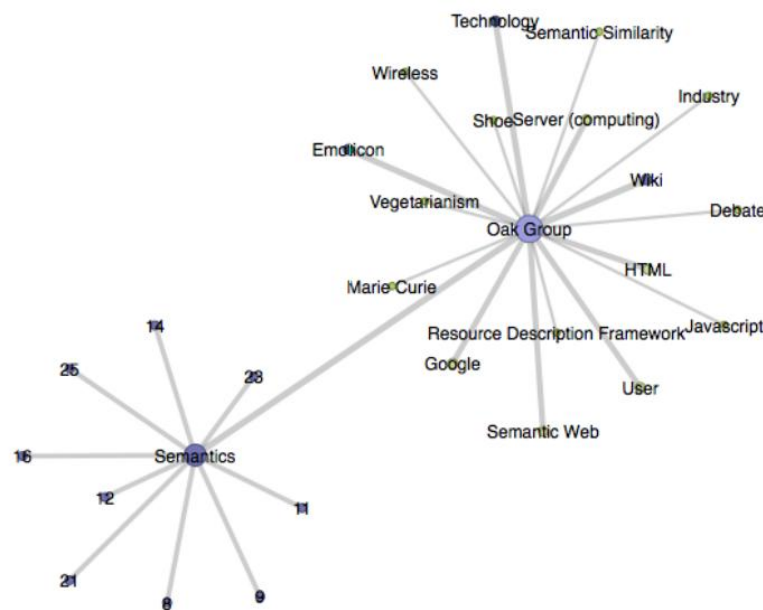 Technology
Semantic Similarity
Wireless
Industry
Shoe
Server (computing)
Emoticon
Wiki
Vegetarianism
Debate
Oak Group
HTML
Marie Curie
Javascript
Resource Description Framework
Google
User
Semantic Web
14
25
23
Semantics
16
12
11
21
8
9